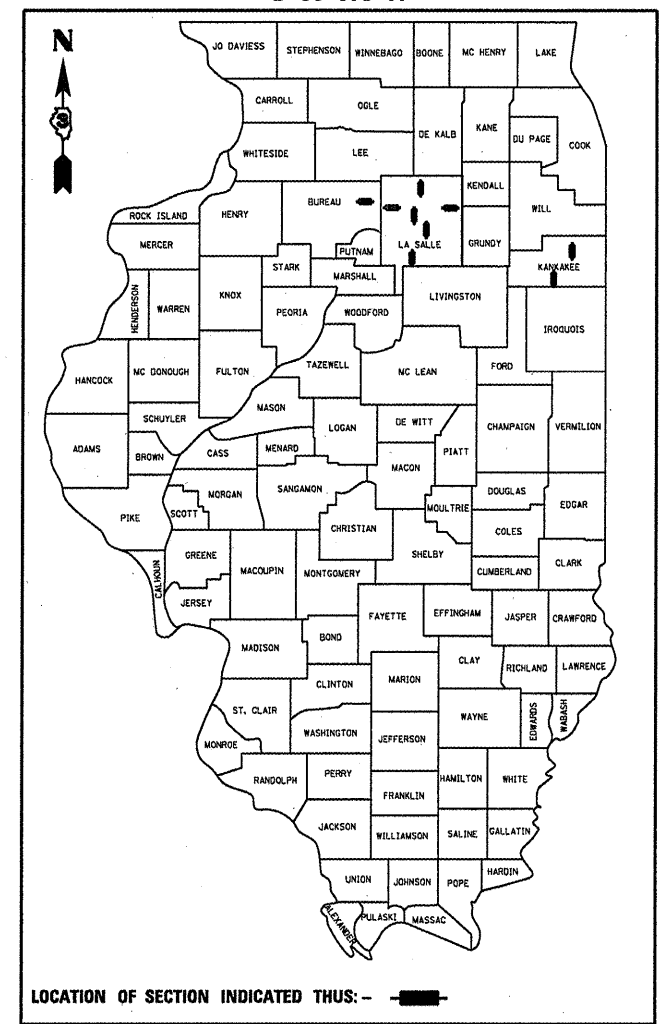 N
3
JO DAVIESS
STEPHENSON
WINNEBAGO
BOONE
MC HENRY
LAKE
CARROLL
OGLE
DE KALB
KANE
DU PAGE
COOK
WHITESIDE
LEE
KENDALL
WILL
ROCK ISLAND
HENRY
BUREAU
LA SALLE
GRUNDY
MERCER
PUTNAM
KANKAKEE
STARK
MARSHALL
HENDERSON
WARREN
KNOX
PEORIA
WOODFORD
LIVINGSTON
IROQUOIS
HANCOCK
MC DONOUGH
FULTON
TAZEWELL
MC LEAN
FORD
MASON
SCHUYLER
LOGAN
DE WITT
CHAMPAIGN
VERMILION
ADAMS
BROWN
CASS
MENARD
MACON
PIATT
PIKE
SCOTT
MORGAN
SANGAMON
CHRISTIAN
MOULTRIE
DOUGLAS
EDGAR
COLES
GREENE
MACOUPIN
MONTGOMERY
SHELBY
CUMBERLAND
CLARK
CALHOUN
JERSEY
FAYETTE
EFFINGHAM
JASPER
CRAWFORD
MADISON
BOND
CLAY
RICHLAND
LAWRENCE
CLINTON
MARION
ST. CLAIR
WAYNE
EDWARDS
WABASH
MONROE
WASHINGTON
JEFFERSON
RANDOLPH
PERRY
HAMILTON
WHITE
FRANKLIN
JACKSON
WILLIAMSON
SALINE
GALLATIN
UNION
JOHNSON
POPE
HARDIN
ALEXANDER
PULASKI
MASSAC
LOCATION OF SECTION INDICATED THUS: -